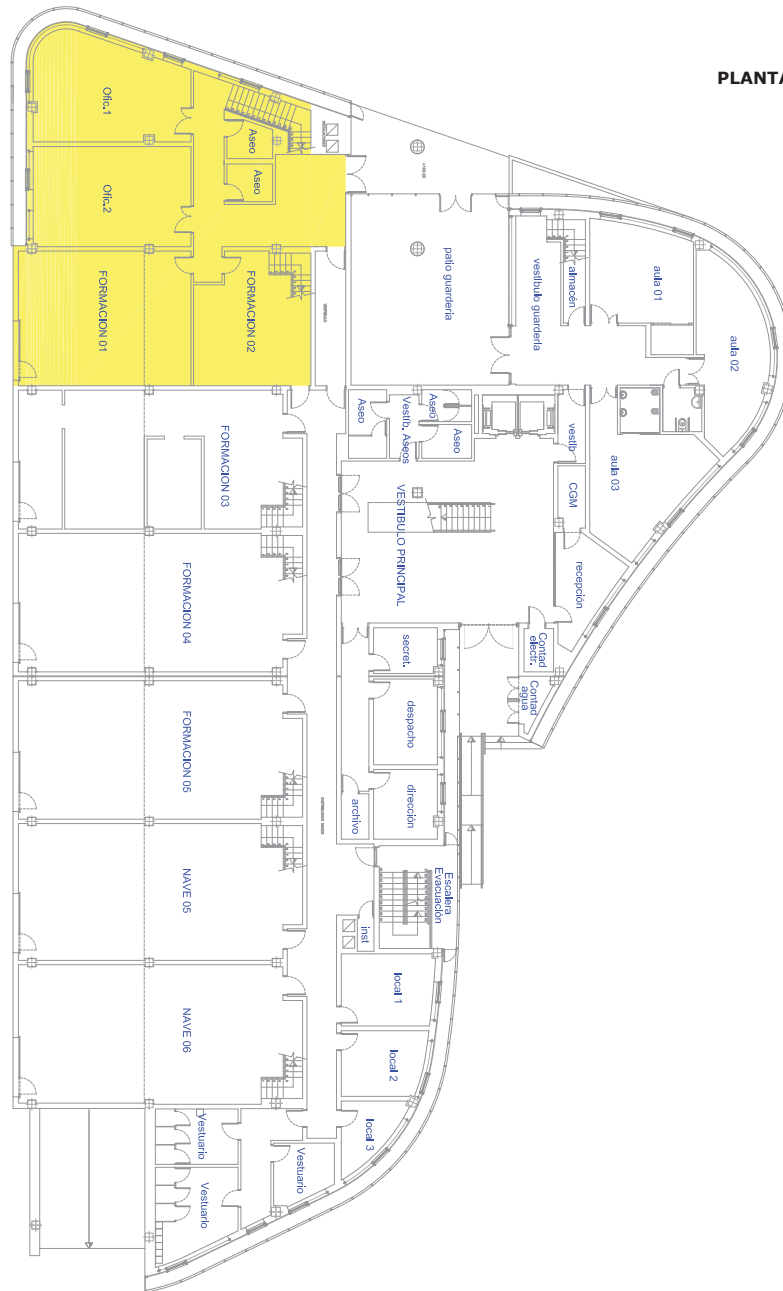 PLANTA
Ofic.1
Aseo
Aseo
Ofic.2
FORMACION 01
FORMACION 02
VESTIBULO
patio guardería
vestíbulo guardería
almacén
aula 01
aula 02
aula 03
Aseo
Vestíb. Aseos
Aseo
Aseo
vestíb
CGM
recepción
VESTIBULO PRINCIPAL
FORMACION 03
FORMACION 04
Contad
electr.
Contad
agua
secret.
despacho
dirección
archivo
FORMACION 05
NAVE 05
Escalera
Evacuación
inst
NAVE 06
local 1
local 2
local 3
Vestuario
Vestuario
Vestuario